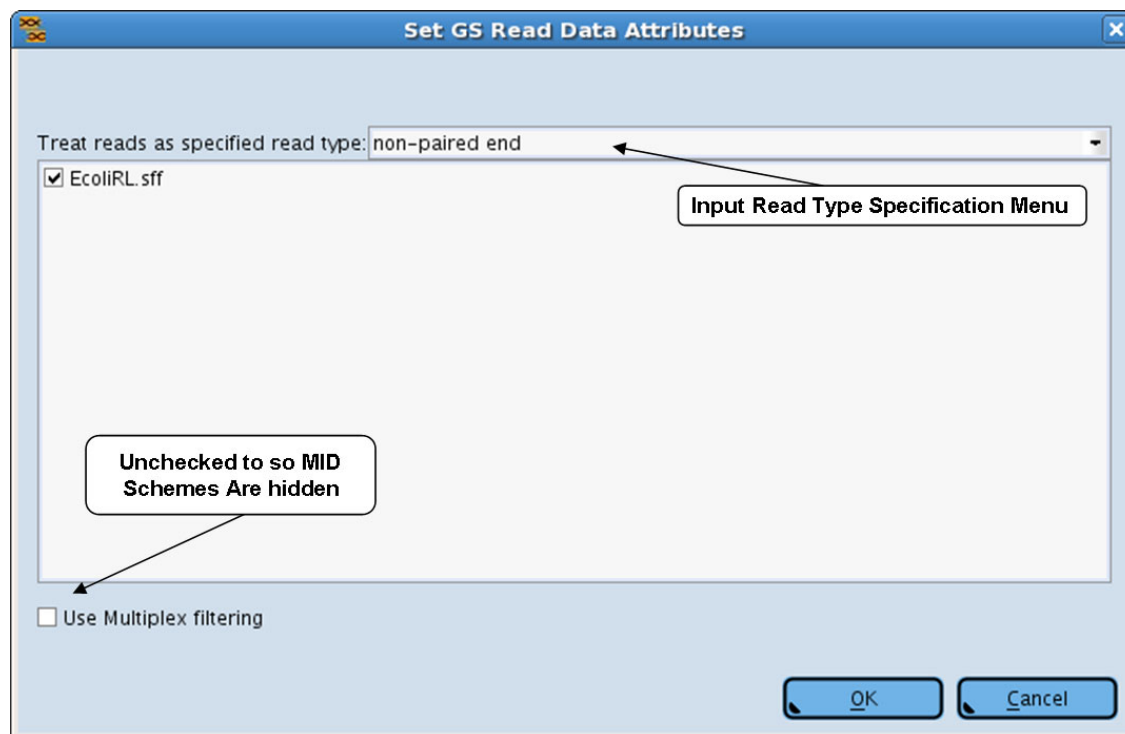 Set GS Read Data Attributes
Treat reads as specified read type: non-paired end
EcoliRL.sff
Input Read Type Specification Menu
Unchecked to so MID
Schemes Are hidden
Use Multiplex filtering
OK Cancel